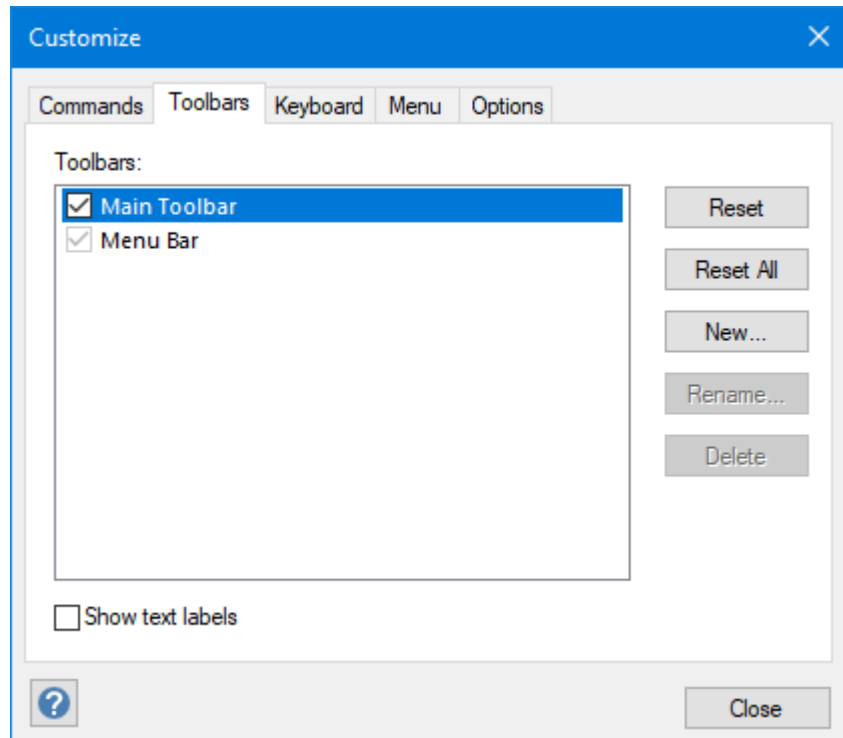 Customize
Commands Toolbars Keyboard Menu Options
Toolbars:
Main Toolbar
Menu Bar
Reset
Reset All
New...
Rename...
Delete
Show text labels
?
Close